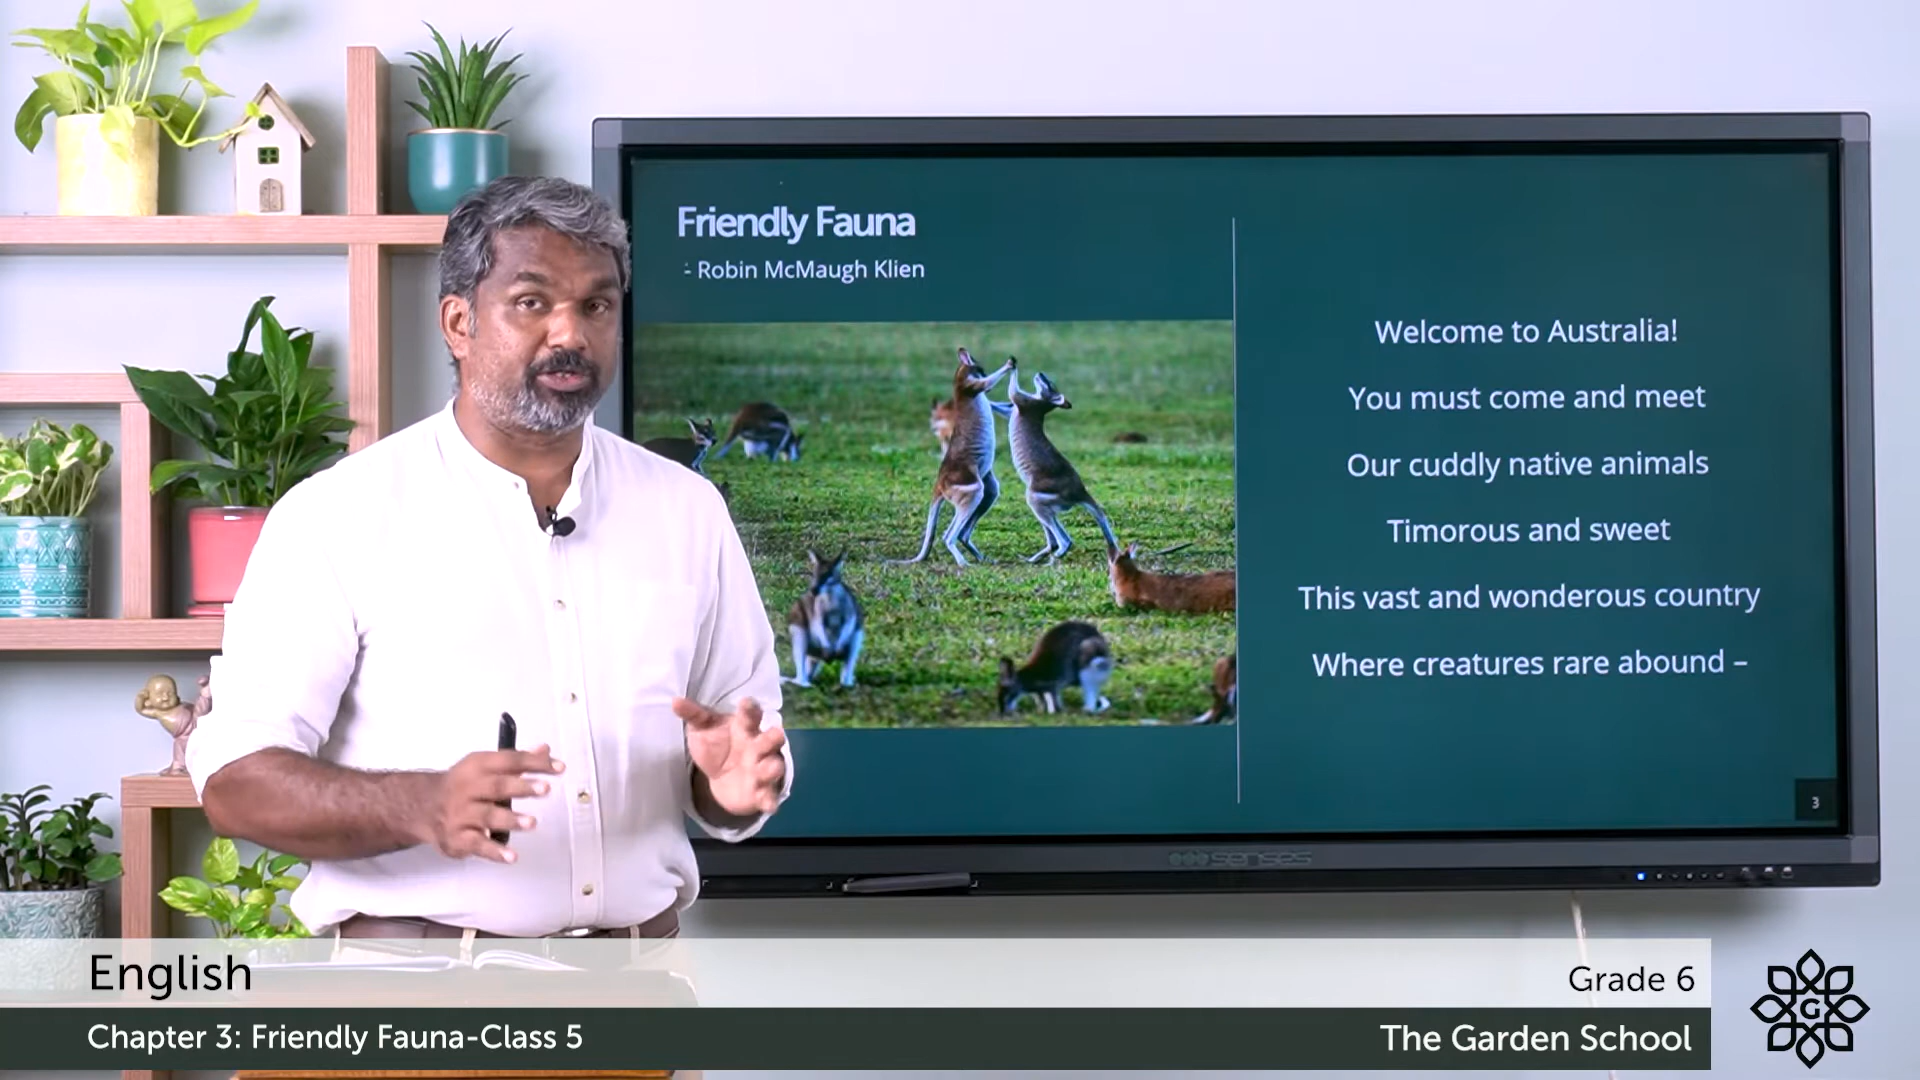 Friendly Fauna
- Robin McMaugh Klien
Welcome to Australia!
You must come and meet
Our cuddly native animals
Timorous and sweet
This vast and wonderous country
Where creatures rare abound –
3
senses
English
Grade 6
Chapter 3: Friendly Fauna-Class 5
The Garden School
G